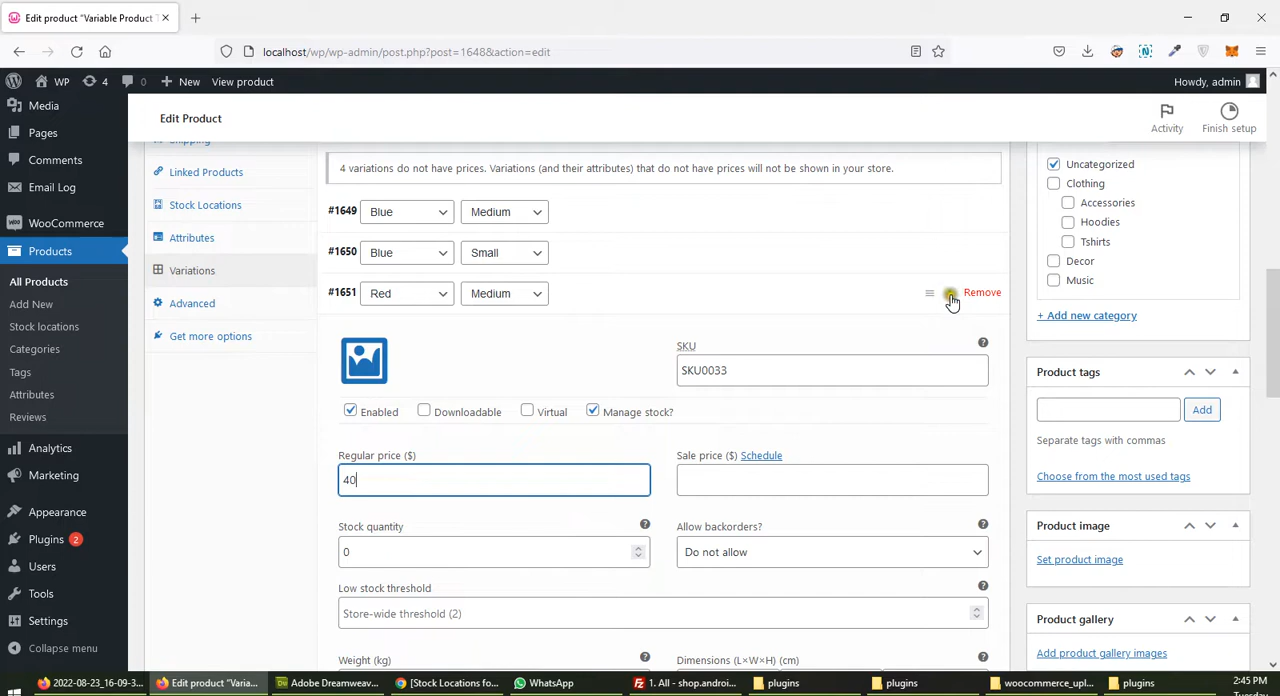 Edit product "Variable Product T
localhost/wp/wp-admin/post.php?post=1648&action=edit
WP 4 0 New View product Howdy, admin
Media
Pages
Comments
Email Log
WooCommerce
Products
All Products
Add New
Stock locations
Categories
Tags
Attributes
Reviews
Analytics
Marketing
Appearance
Plugins 2
Users
Tools
Settings
Collapse menu
Edit Product
Activity
Finish setup
Shipping
Linked Products
Stock Locations
Attributes
Variations
Advanced
Get more options
4 variations do not have prices. Variations (and their attributes) that do not have prices will not be shown in your store.
#1649 Blue Medium
#1650 Blue Small
#1651 Red Medium Remove
SKU
SKU0033
Enabled Downloadable Virtual Manage stock?
Regular price ($)
40
Sale price ($) Schedule
Stock quantity
0
Allow backorders?
Do not allow
Low stock threshold
Store-wide threshold (2)
Weight (kg)
Dimensions (L×W×H) (cm)
Uncategorized
Clothing
Accessories
Hoodies
Tshirts
Decor
Music
+ Add new category
Product tags
Add
Separate tags with commas
Choose from the most used tags
Product image
Set product image
Product gallery
Add product gallery images
2022-08-23_16-09-3...
Edit product "Varia...
Adobe Dreamweav...
[Stock Locations fo...
WhatsApp
1. All - shop.androi...
plugins
plugins
woocommerce_upl...
plugins
2:45 PM
Tuesday